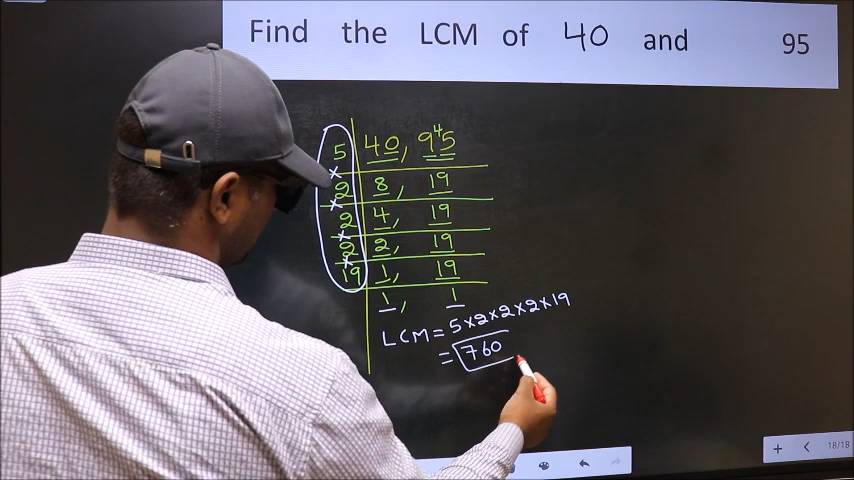 Find the LCM of 40 and 95
5 40, 9⁴5
2 8, 19
2 4, 19
2 2, 19
19 1, 19
1, 1
LCM = 5×2×2×2×19
= 760
18/18